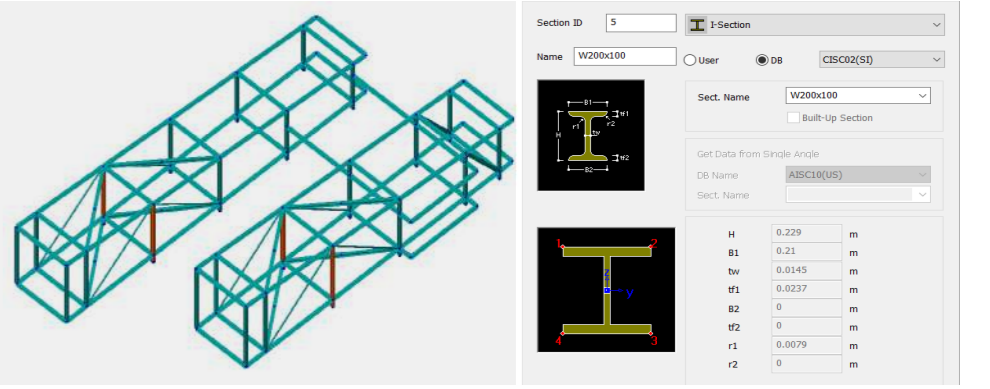 Section ID 5 I-Section
Name W200x100 User DB CISC02(SI)
Sect. Name W200x100
Built-Up Section
B1 tf1
r1 r2
H tw
tf2
B2
Get Data from Single Angle
DB Name AISC10(US)
Sect. Name
1 2
z
y
4 3
H 0.229 m
B1 0.21 m
tw 0.0145 m
tf1 0.0237 m
B2 0 m
tf2 0 m
r1 0.0079 m
r2 0 m